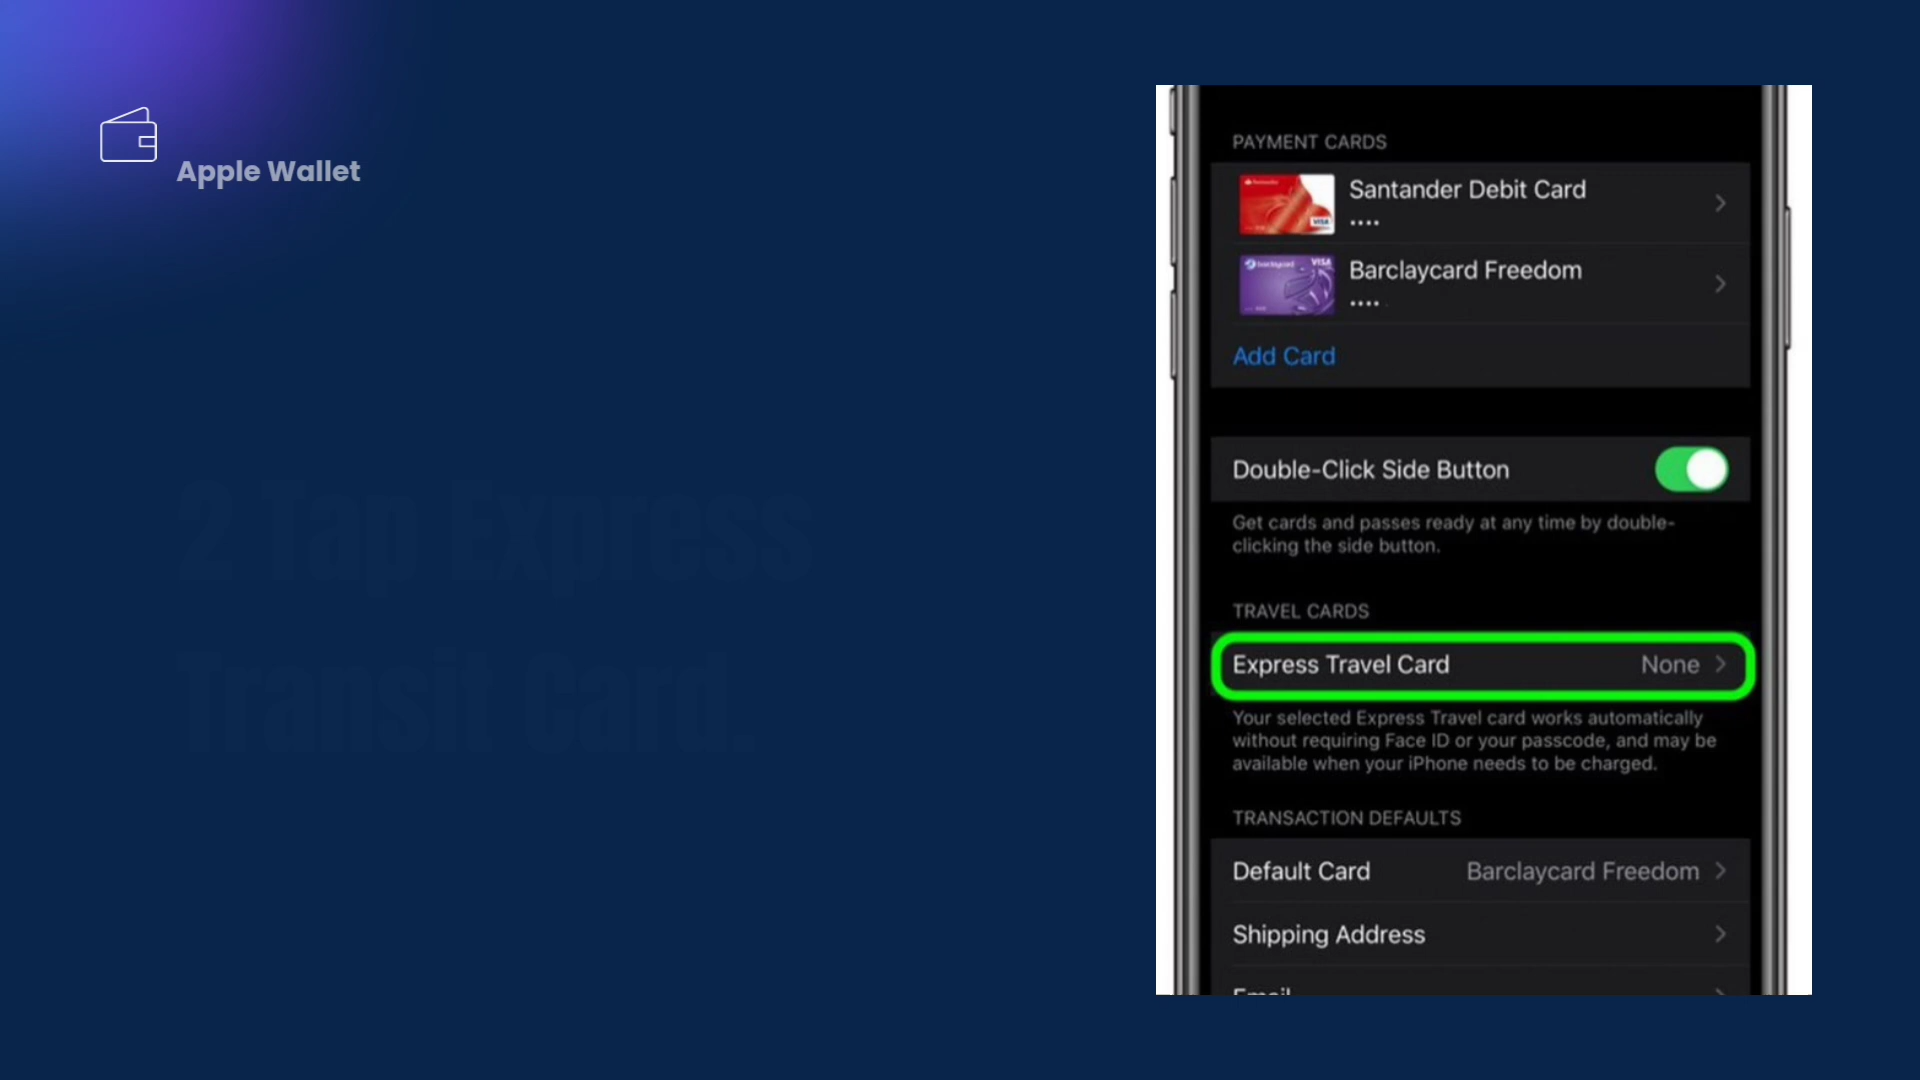 Apple Wallet
2 Tap Express
Transit Card.
PAYMENT CARDS
Santander Debit Card
••••
VISA
Barclaycard Freedom
••••
VISA
Add Card
Double-Click Side Button
Get cards and passes ready at any time by double-
clicking the side button.
TRAVEL CARDS
Express Travel Card None
Your selected Express Travel card works automatically
without requiring Face ID or your passcode, and may be
available when your iPhone needs to be charged.
TRANSACTION DEFAULTS
Default Card Barclaycard Freedom
Shipping Address
Email